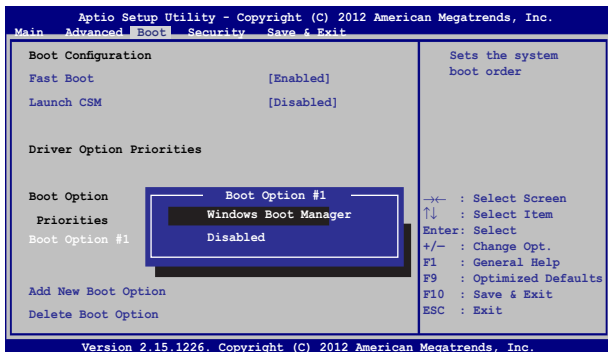 Aptio Setup Utility - Copyright (C) 2012 American Megatrends, Inc.
Main Advanced Boot Security Save & Exit
Boot Configuration
Fast Boot [Enabled]
Launch CSM [Disabled]
Driver Option Priorities
Boot Option
Priorities
Boot Option #1
Boot Option #1
Windows Boot Manager
Disabled
Add New Boot Option
Delete Boot Option
Sets the system
boot order
→← : Select Screen
↑↓ : Select Item
Enter: Select
+/— : Change Opt.
F1 : General Help
F9 : Optimized Defaults
F10 : Save & Exit
ESC : Exit
Version 2.15.1226. Copyright (C) 2012 American Megatrends, Inc.